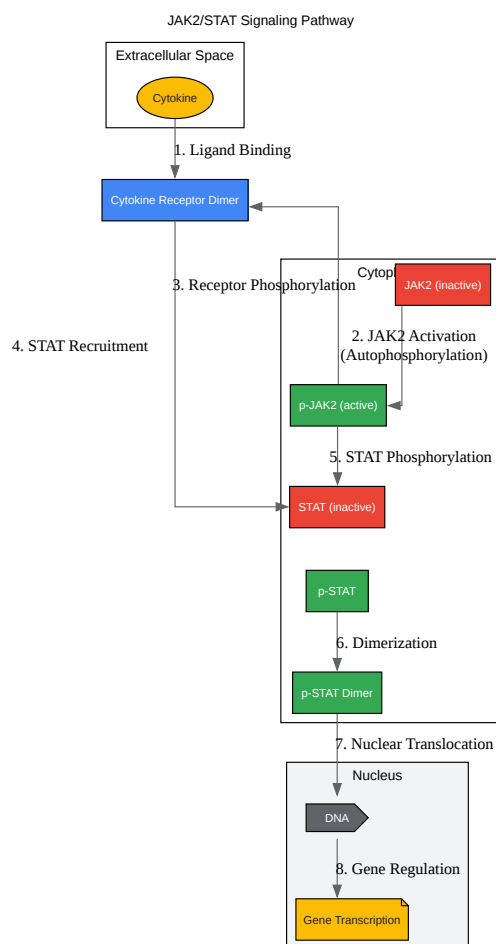 JAK2/STAT Signaling Pathway
Extracellular Space
Cytokine
1. Ligand Binding
Cytokine Receptor Dimer
JAK2 (inactive)
3. Receptor Phosphorylation
2. JAK2 Activation
(Autophosphorylation)
4. STAT Recruitment
p-JAK2 (active)
5. STAT Phosphorylation
STAT (inactive)
p-STAT
6. Dimerization
p-STAT Dimer
7. Nuclear Translocation
Nucleus
DNA
8. Gene Regulation
Gene Transcription